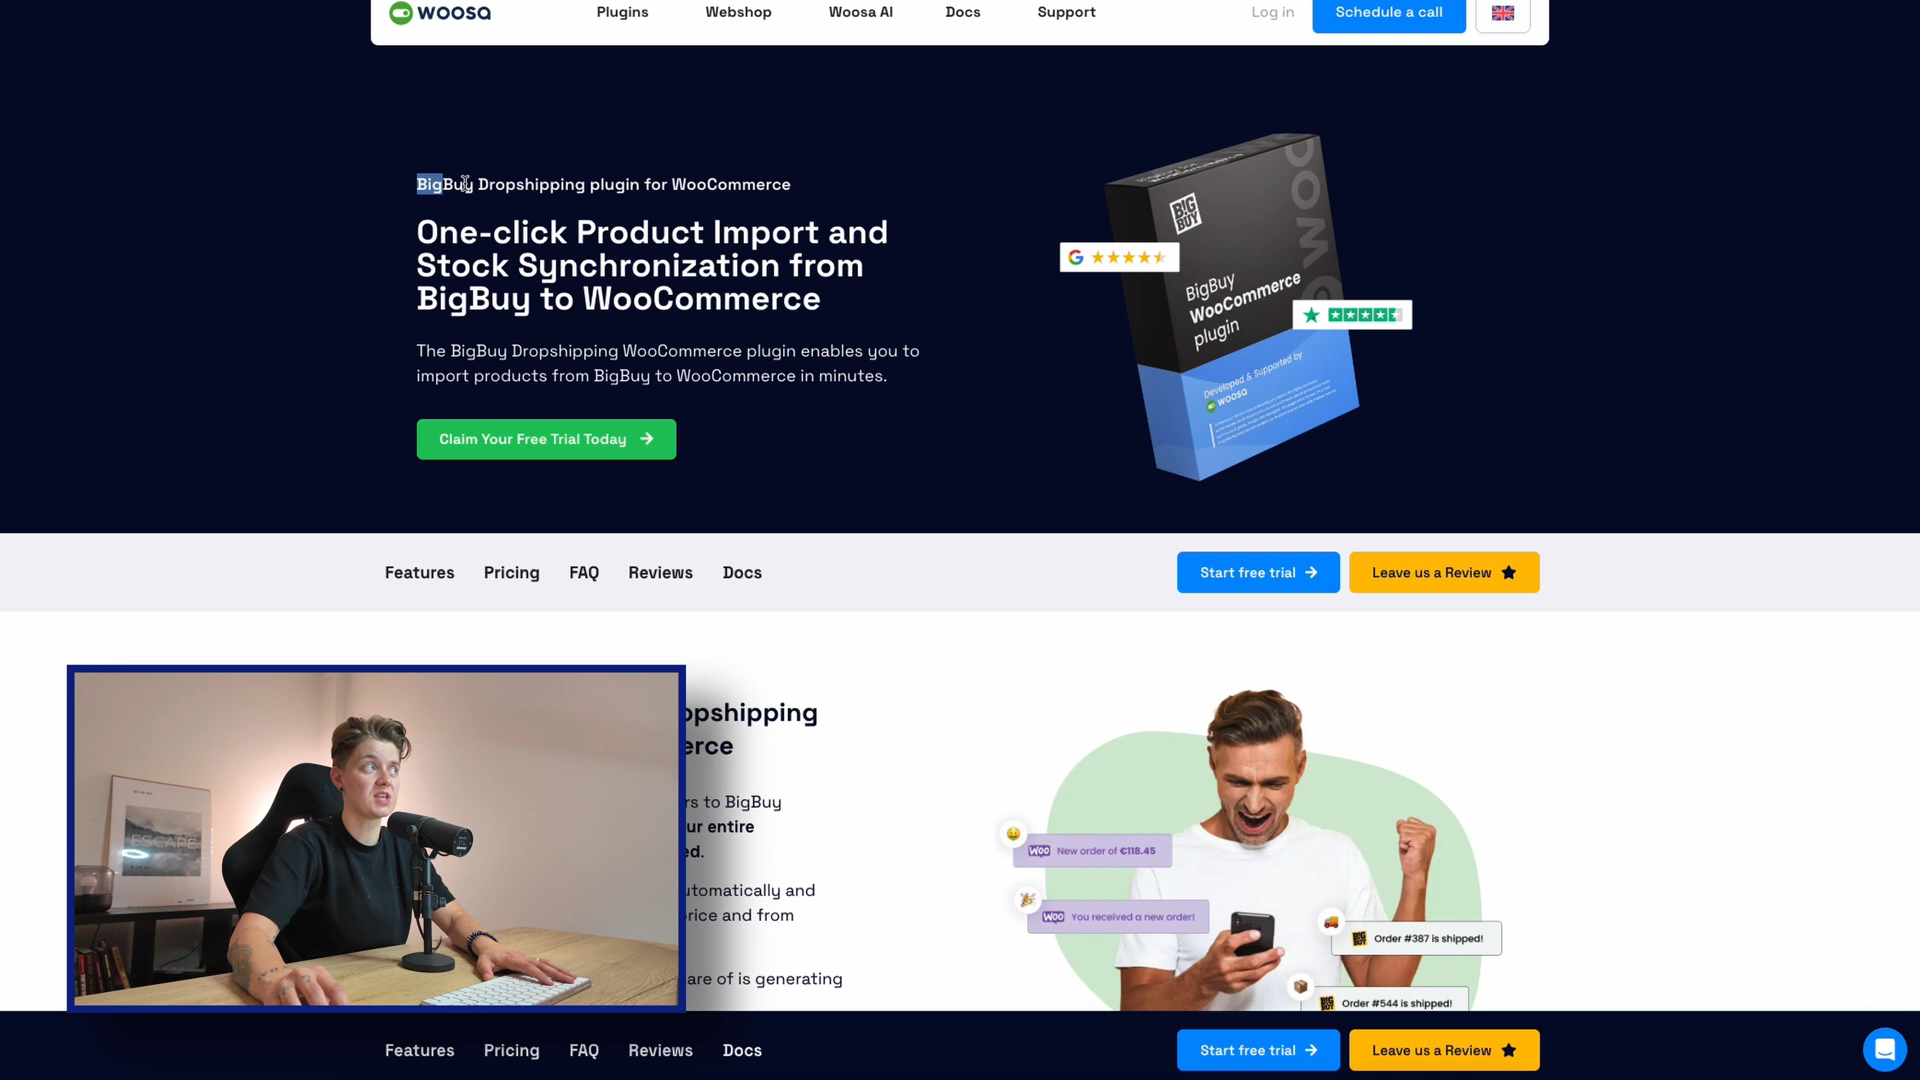 woosa
Plugins
Webshop
Woosa AI
Docs
Support
Log in
Schedule a call
BigBuy Dropshipping plugin for WooCommerce
One-click Product Import and
Stock Synchronization from
BigBuy to WooCommerce
The BigBuy Dropshipping WooCommerce plugin enables you to
import products from BigBuy to WooCommerce in minutes.
Claim Your Free Trial Today
B!G
BUY
BigBuy
WooCommerce
plugin
Developed & Supported by
woosa
Features
Pricing
FAQ
Reviews
Docs
Start free trial
Leave us a Review
opshipping
erce
rs to BigBuy
ur entire
ed.
utomatically and
rice and from
are of is generating
ESCAPE
Woo New order of €118.45
Woo You received a new order!
Order #387 is shipped!
Order #544 is shipped!
Features
Pricing
FAQ
Reviews
Docs
Start free trial
Leave us a Review